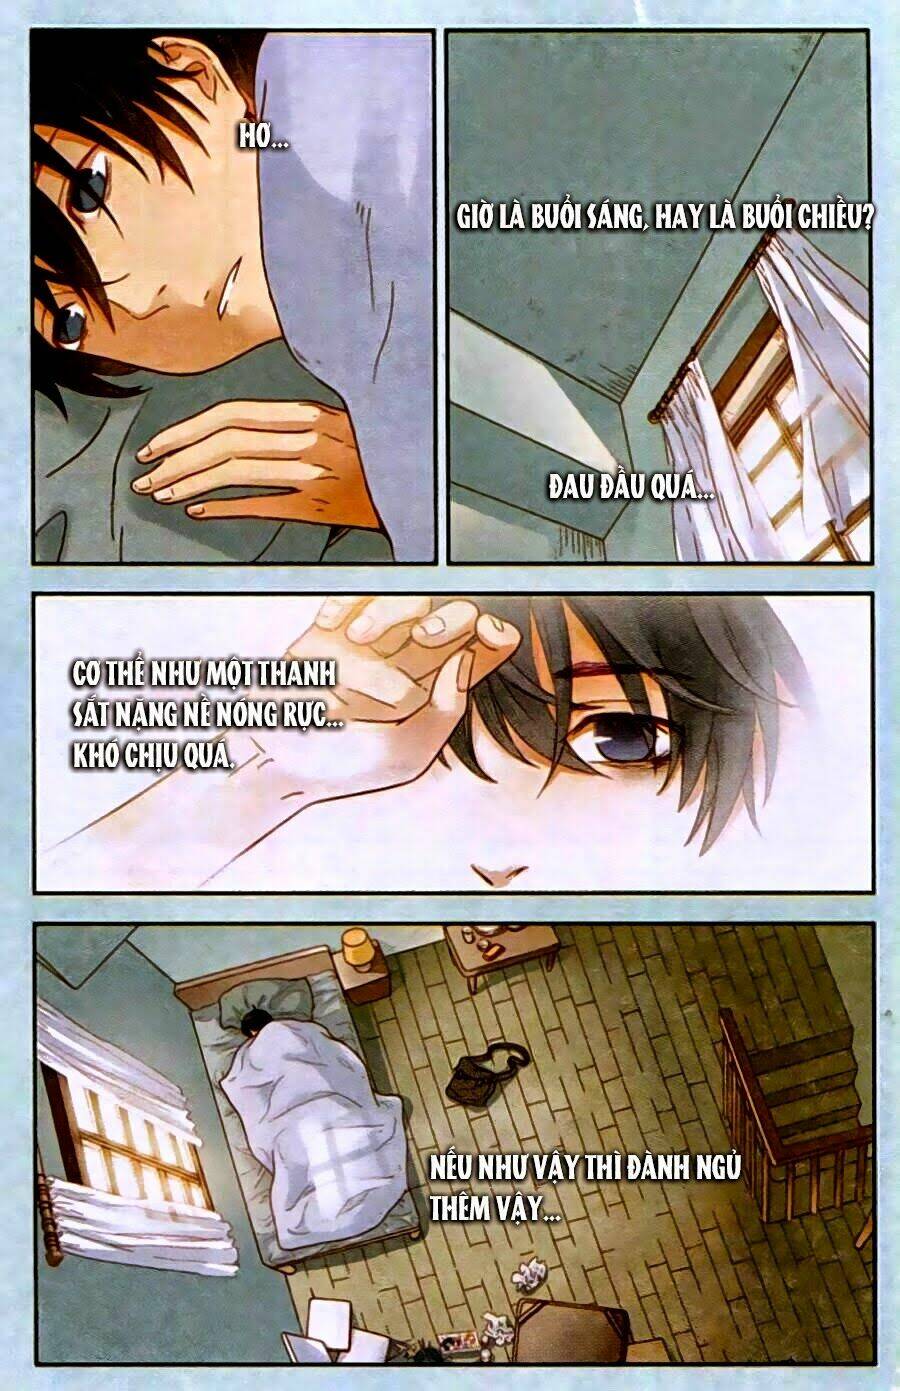 HƠ...
GIỜ LÀ BUỔI SÁNG, HAY LÀ BUỔI CHIỀU?
ĐAU ĐẦU QUÁ...
CƠ THỂ NHƯ MỘT THANH
SẮT NẶNG NỀ NÓNG RỰC...
KHÓ CHỊU QUÁ.
NẾU NHƯ VẬY THÌ ĐÀNH NGỦ
THÊM VẬY...